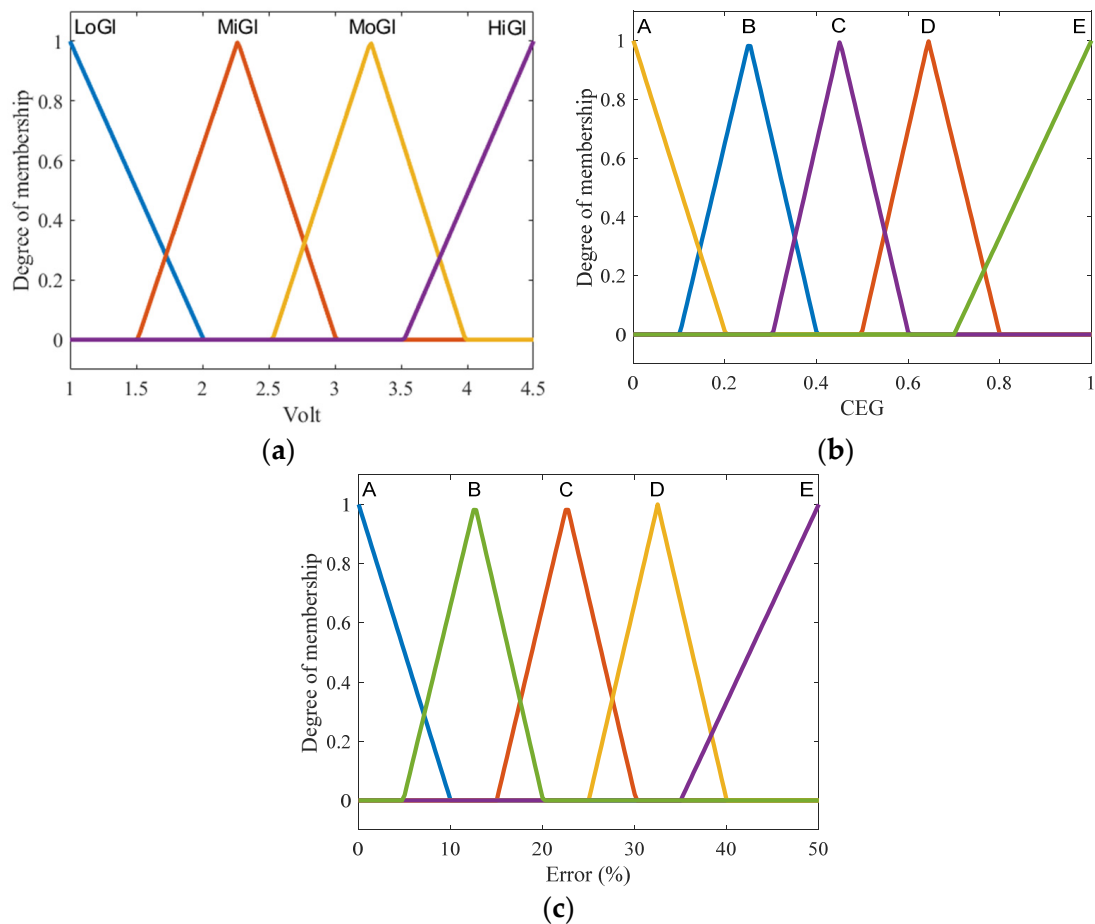 LoGl MiGl MoGl HiGl
1
0.8
0.6
0.4
0.2
0
Degree of membership
1 1.5 2 2.5 3 3.5 4 4.5
Volt
(a)
A B C D E
1
0.8
0.6
0.4
0.2
0
Degree of membership
0 0.2 0.4 0.6 0.8 1
CEG
(b)
A B C D E
1
0.8
0.6
0.4
0.2
0
Degree of membership
0 10 20 30 40 50
Error (%)
(c)